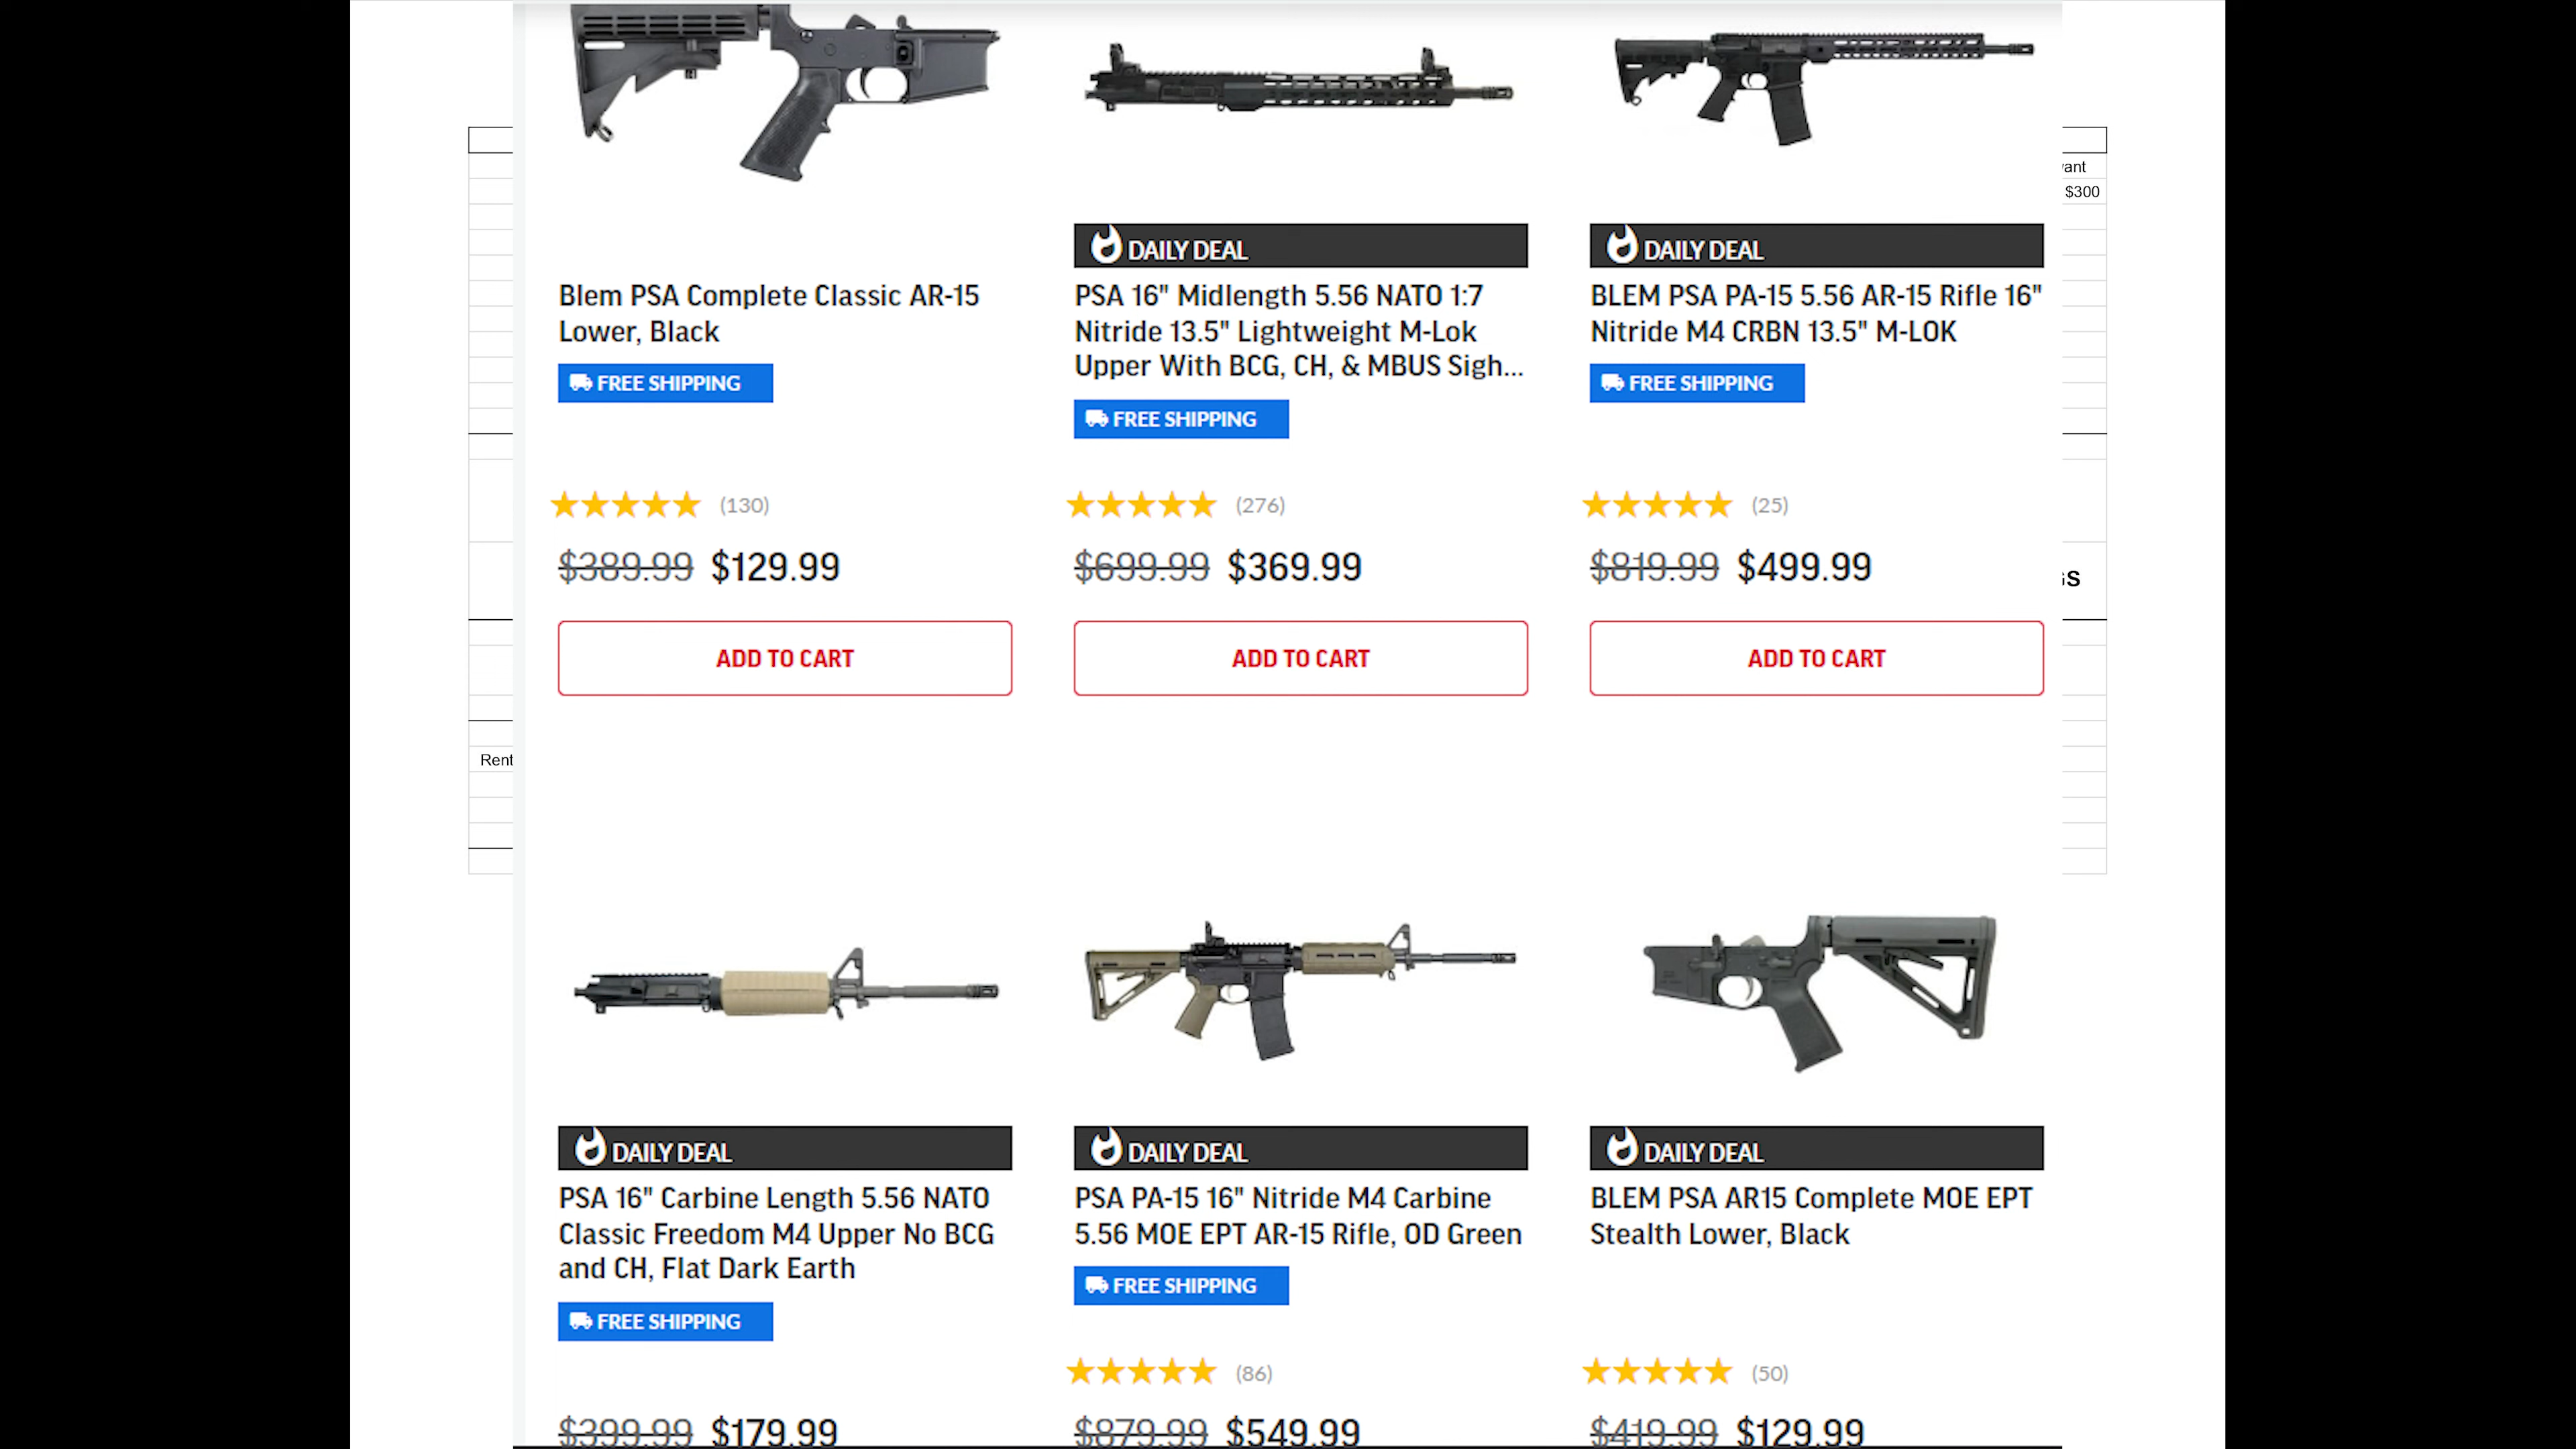 vant
$300
DAILY DEAL
DAILY DEAL
Blem PSA Complete Classic AR-15
Lower, Black
FREE SHIPPING
PSA 16" Midlength 5.56 NATO 1:7
Nitride 13.5" Lightweight M-Lok
Upper With BCG, CH, & MBUS Sigh...
FREE SHIPPING
BLEM PSA PA-15 5.56 AR-15 Rifle 16"
Nitride M4 CRBN 13.5" M-LOK
FREE SHIPPING
(130)
(276)
(25)
$389.99 $129.99
$699.99 $369.99
$819.99 $499.99
GS
ADD TO CART
ADD TO CART
ADD TO CART
Rent
DAILY DEAL
DAILY DEAL
DAILY DEAL
PSA 16" Carbine Length 5.56 NATO
Classic Freedom M4 Upper No BCG
and CH, Flat Dark Earth
FREE SHIPPING
PSA PA-15 16" Nitride M4 Carbine
5.56 MOE EPT AR-15 Rifle, OD Green
FREE SHIPPING
BLEM PSA AR15 Complete MOE EPT
Stealth Lower, Black
(86)
(50)
$399.99 $179.99
$879.99 $549.99
$419.99 $129.99